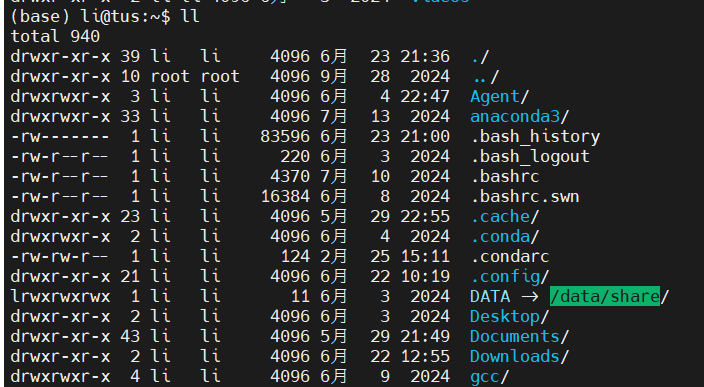 (base) li@tus:~$ ll
total 940
drwxr-xr-x 39 li   li    4096 6月  23 21:36 ./
drwxr-xr-x 10 root root  4096 9月  28  2024 ../
drwxrwxr-x  3 li   li    4096 6月   4 22:47 Agent/
drwxrwxr-x 33 li   li    4096 7月  13  2024 anaconda3/
-rw-------  1 li   li   83596 6月  23 21:00 .bash_history
-rw-r--r--  1 li   li     220 6月   3  2024 .bash_logout
-rw-r--r--  1 li   li    4370 7月  10  2024 .bashrc
-rw-r--r--  1 li   li   16384 6月   8  2024 .bashrc.swn
drwxr-xr-x 23 li   li    4096 5月  29 22:55 .cache/
drwxrwxr-x  2 li   li    4096 6月   4  2024 .conda/
-rw-rw-r--  1 li   li     124 2月  25 15:11 .condarc
drwxr-xr-x 21 li   li    4096 6月  22 10:19 .config/
lrwxrwxrwx  1 li   li      11 6月   3  2024 DATA -> /data/share/
drwxr-xr-x  2 li   li    4096 6月   3  2024 Desktop/
drwxr-xr-x 43 li   li    4096 5月  29 21:49 Documents/
drwxr-xr-x  2 li   li    4096 6月  22 12:55 Downloads/
drwxrwxr-x  4 li   li    4096 6月   9  2024 gcc/